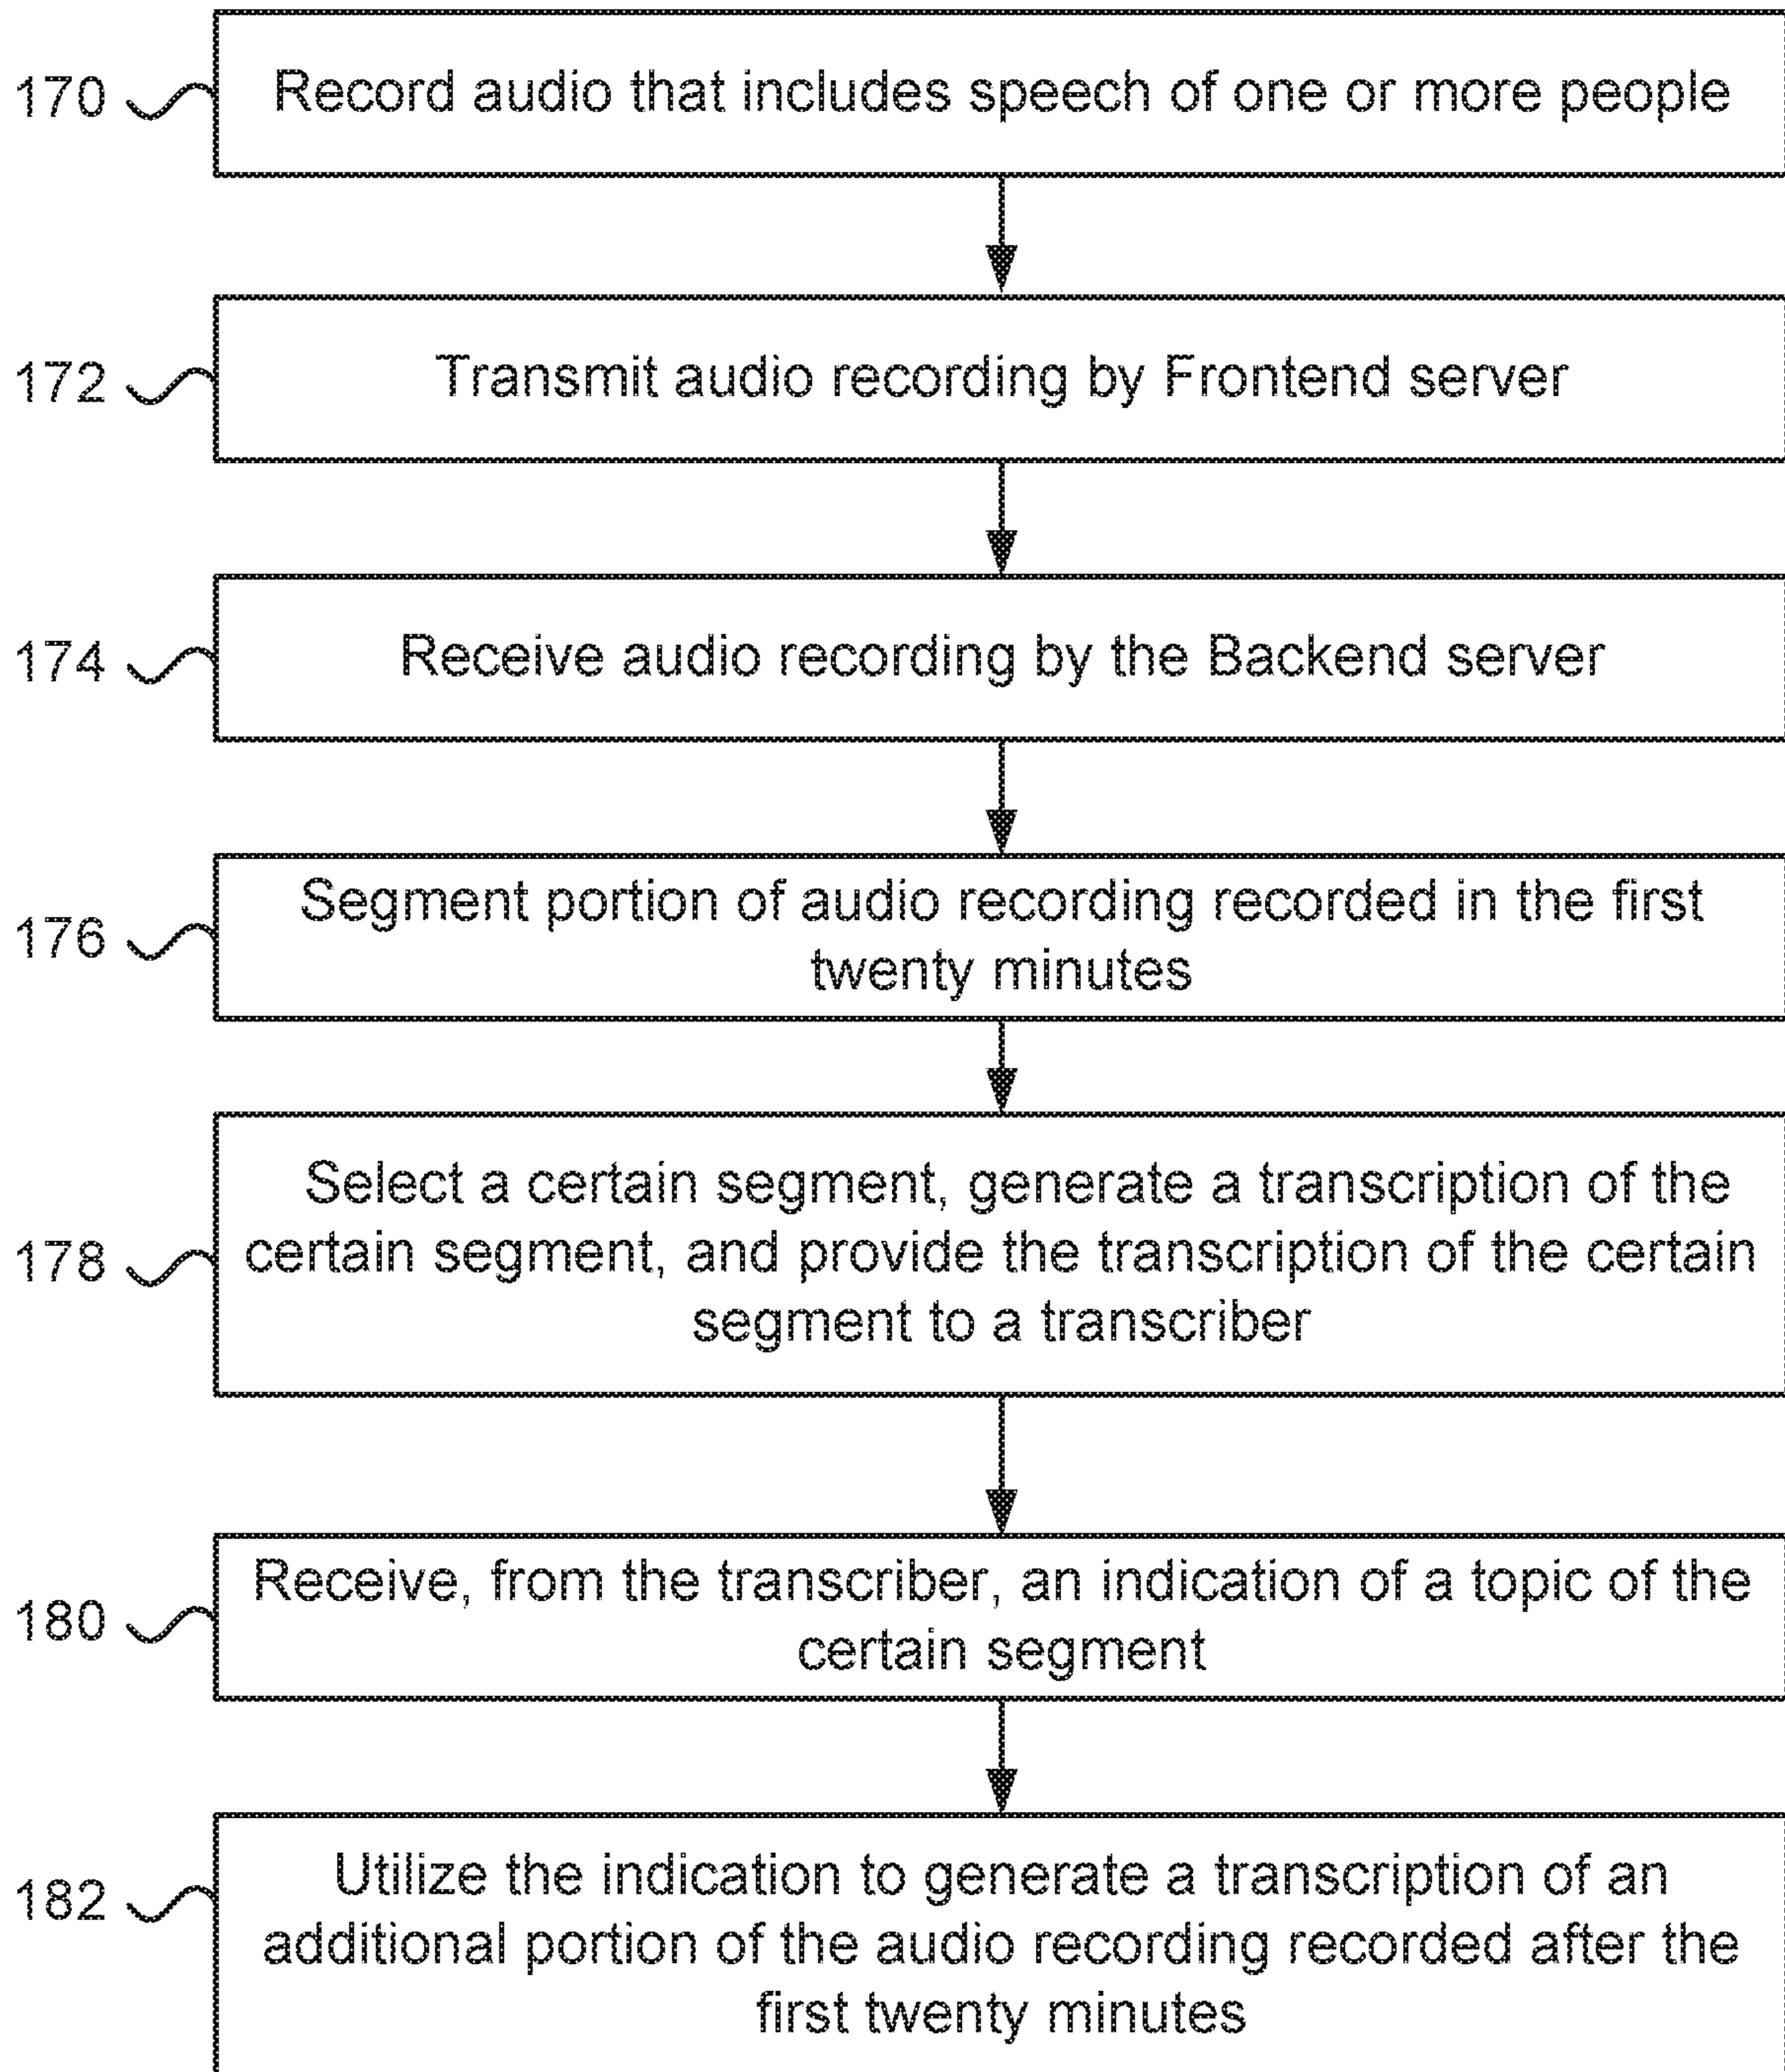 170 Record audio that includes speech of one or more people
172 Transmit audio recording by Frontend server
174 Receive audio recording by the Backend server
Segment portion of audio recording recorded in the first
176 twenty minutes
Select a certain segment, generate a transcription of the
178 certain segment, and provide the transcription of the certain
segment to a transcriber
Receive, from the transcriber, an indication of a topic of the
180 certain segment
Utilize the indication to generate a transcription of an
182 additional portion of the audio recording recorded after the
first twenty minutes